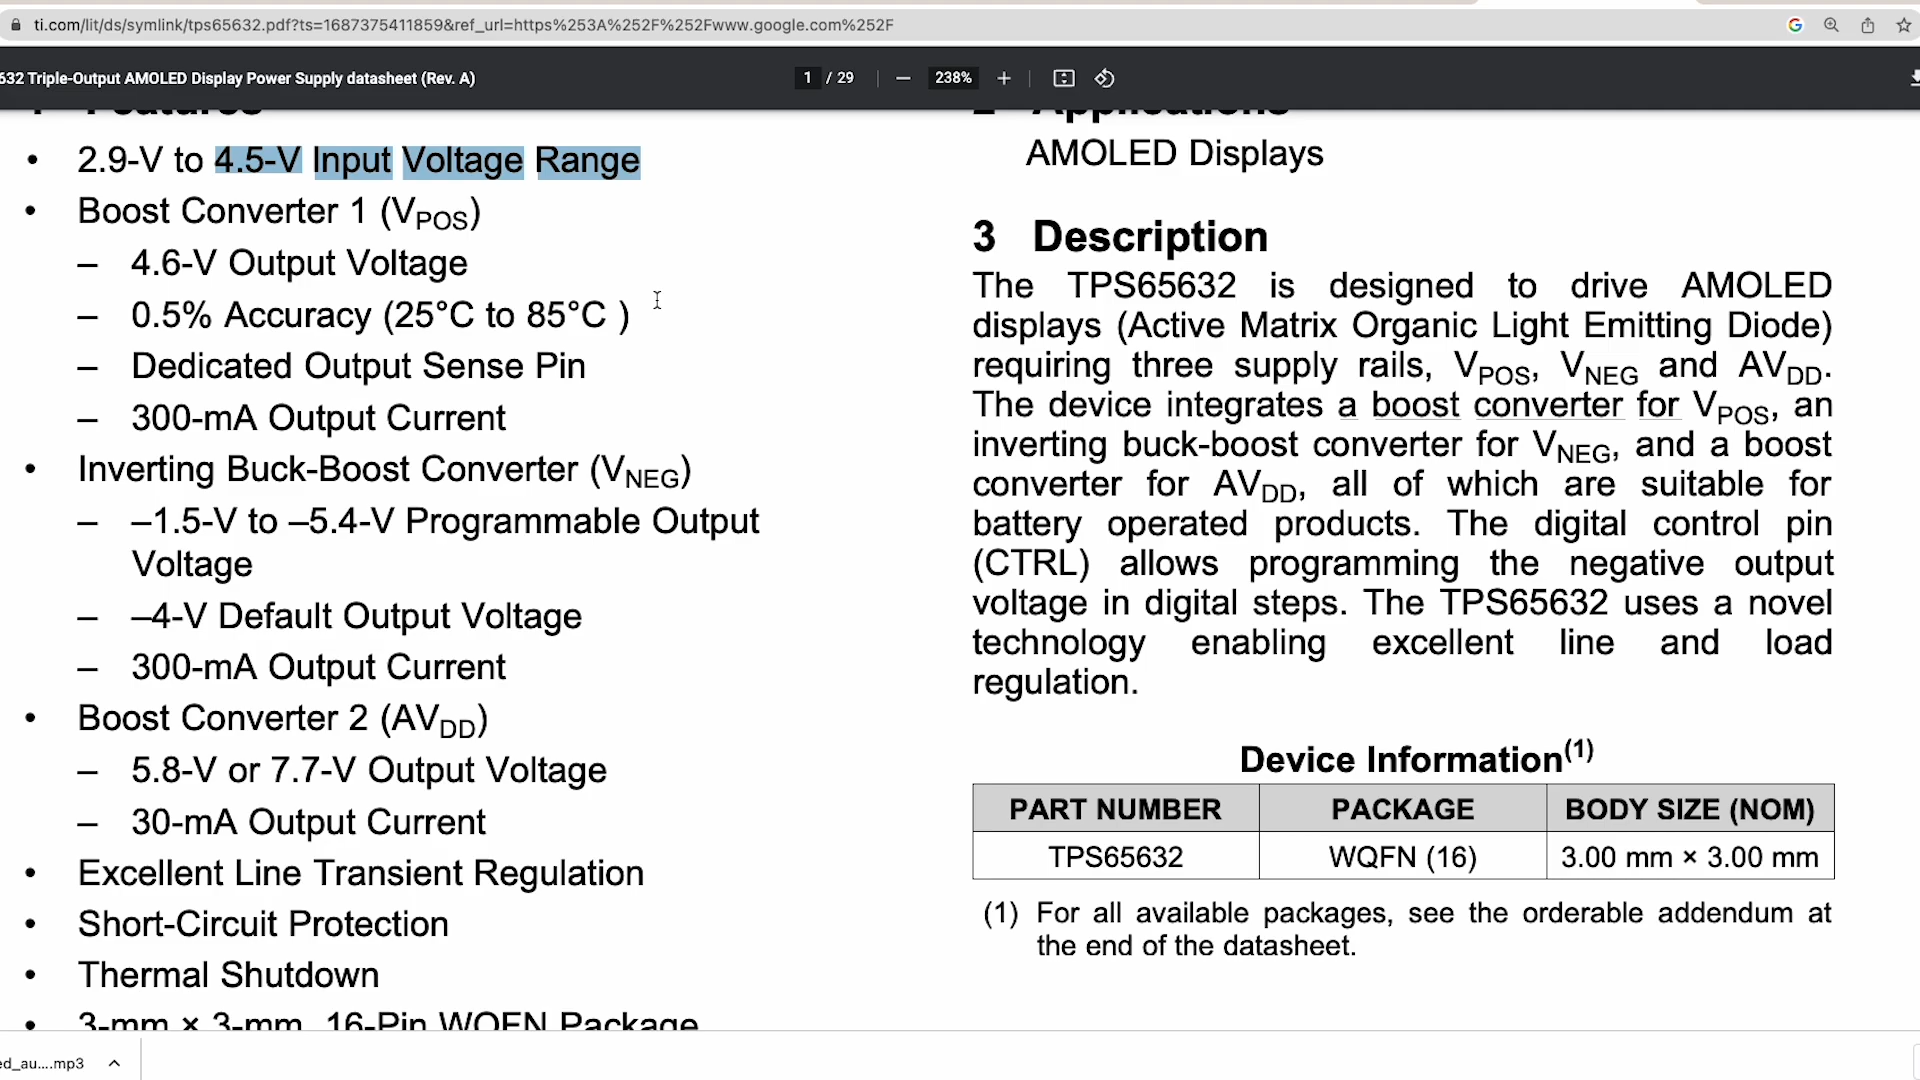 ti.com/lit/ds/symlink/tps65632.pdf?ts=1687375411859&ref_url=https%253A%252F%252Fwww.google.com%252F
632 Triple-Output AMOLED Display Power Supply datasheet (Rev. A)
1 / 29
238%
Features
• 2.9-V to 4.5-V Input Voltage Range
• Boost Converter 1 (VPOS)
– 4.6-V Output Voltage
– 0.5% Accuracy (25°C to 85°C )
– Dedicated Output Sense Pin
– 300-mA Output Current
• Inverting Buck-Boost Converter (VNEG)
– –1.5-V to –5.4-V Programmable Output
Voltage
– –4-V Default Output Voltage
– 300-mA Output Current
• Boost Converter 2 (AVDD)
– 5.8-V or 7.7-V Output Voltage
– 30-mA Output Current
• Excellent Line Transient Regulation
• Short-Circuit Protection
• Thermal Shutdown
• 3-mm × 3-mm, 16-Pin WQFN Package
2 Applications
AMOLED Displays
3 Description
The TPS65632 is designed to drive AMOLED
displays (Active Matrix Organic Light Emitting Diode)
requiring three supply rails, VPOS, VNEG and AVDD.
The device integrates a boost converter for VPOS, an
inverting buck-boost converter for VNEG, and a boost
converter for AVDD, all of which are suitable for
battery operated products. The digital control pin
(CTRL) allows programming the negative output
voltage in digital steps. The TPS65632 uses a novel
technology enabling excellent line and load
regulation.
Device Information(1)
PART NUMBER PACKAGE BODY SIZE (NOM)
TPS65632 WQFN (16) 3.00 mm × 3.00 mm
(1) For all available packages, see the orderable addendum at
the end of the datasheet.
ed_au....mp3